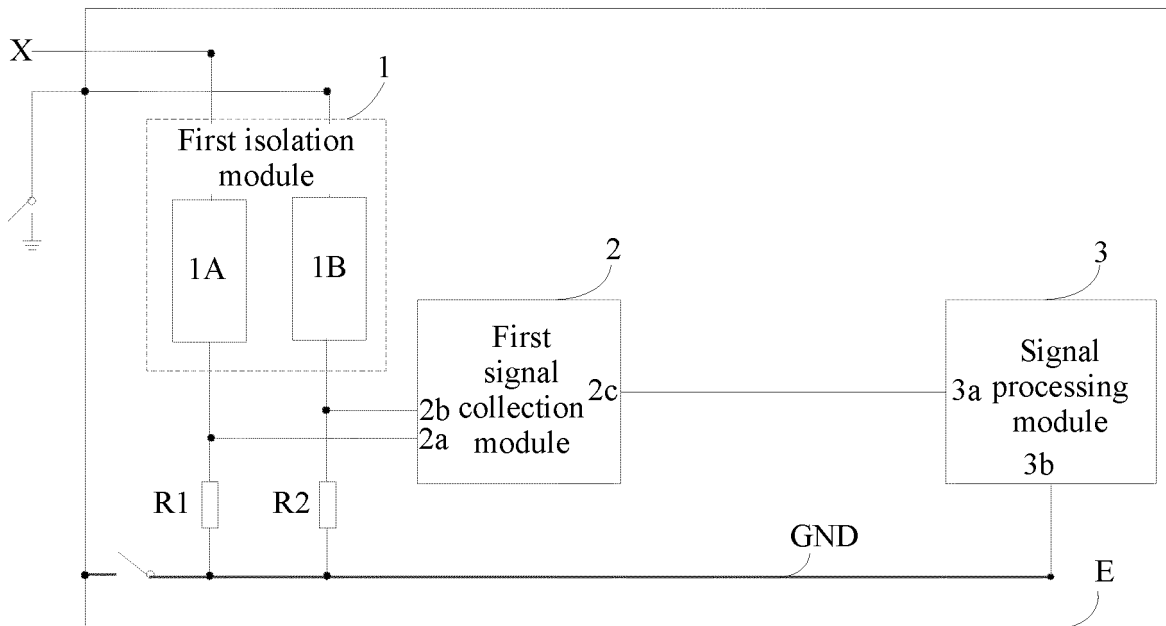 X
1
First isolation
module
1A
1B
2
3
First
signal
collection
module
2b
2a
2c
3a
Signal
processing
module
3b
R1
R2
GND
E